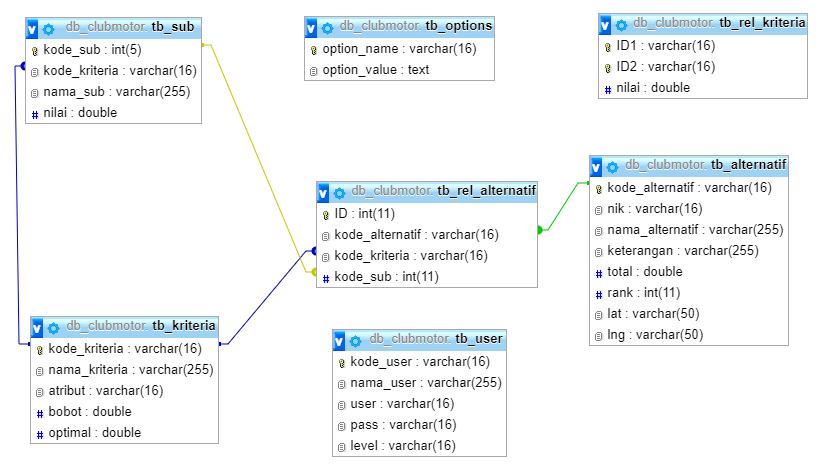 db_clubmotor. tb_sub
kode_sub : int(5)
kode_kriteria : varchar(16)
nama_sub : varchar(255)
# nilai : double
db_clubmotor. tb_options
option_name : varchar(16)
option_value : text
db_clubmotor. tb_rel_kriteria
ID1 : varchar(16)
ID2 : varchar(16)
# nilai : double
db_clubmotor. tb_rel_alternatif
ID : int(11)
kode_alternatif : varchar(16)
kode_kriteria : varchar(16)
# kode_sub : int(11)
db_clubmotor. tb_alternatif
kode_alternatif : varchar(16)
nik : varchar(16)
nama_alternatif : varchar(255)
keterangan : varchar(255)
# total : double
# rank : int(11)
lat : varchar(50)
lng : varchar(50)
db_clubmotor. tb_kriteria
kode_kriteria : varchar(16)
nama_kriteria : varchar(255)
atribut : varchar(16)
# bobot : double
# optimal : double
db_clubmotor. tb_user
kode_user : varchar(16)
nama_user : varchar(255)
user : varchar(16)
pass : varchar(16)
level : varchar(16)